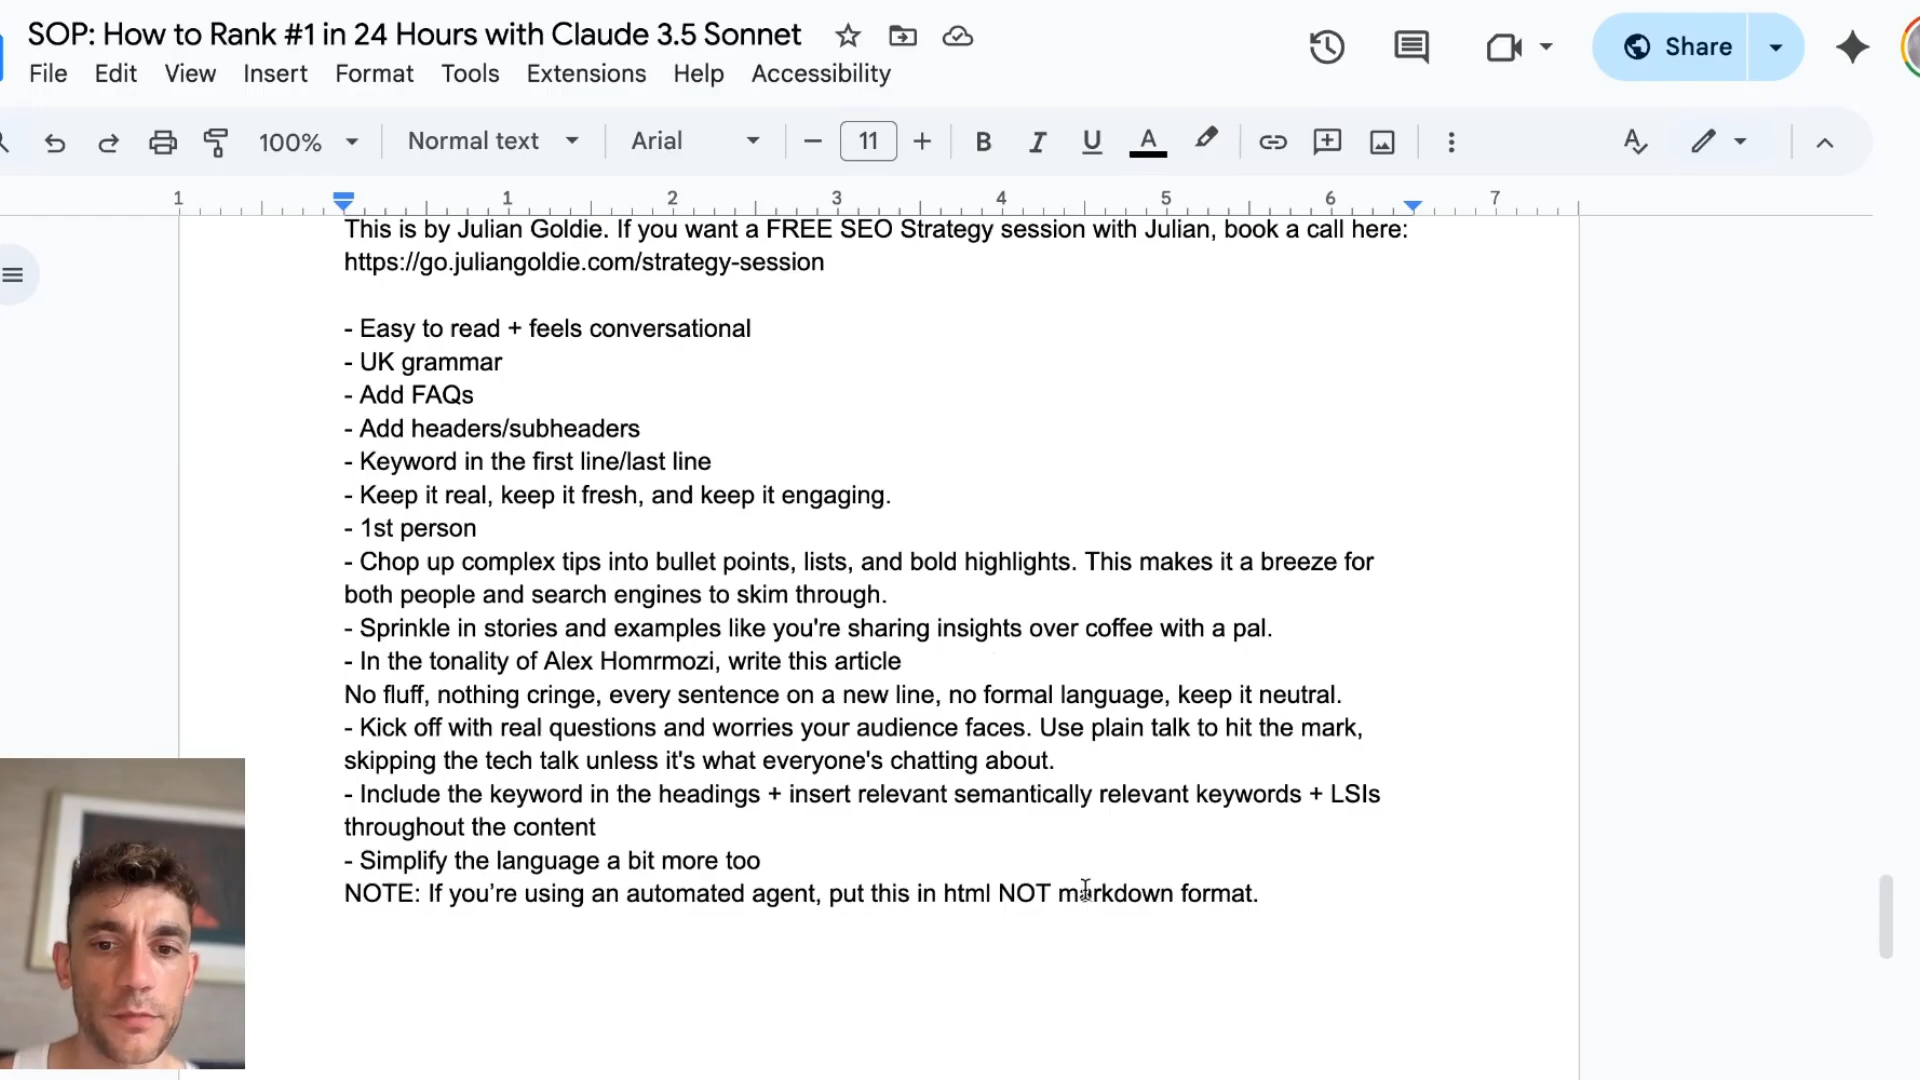 SOP: How to Rank #1 in 24 Hours with Claude 3.5 Sonnet
File Edit View Insert Format Tools Extensions Help Accessibility
Share
100% Normal text Arial 11 B I U A
1 1 2 3 4 5 6 7
This is by Julian Goldie. If you want a FREE SEO Strategy session with Julian, book a call here:
https://go.juliangoldie.com/strategy-session
- Easy to read + feels conversational
- UK grammar
- Add FAQs
- Add headers/subheaders
- Keyword in the first line/last line
- Keep it real, keep it fresh, and keep it engaging.
- 1st person
- Chop up complex tips into bullet points, lists, and bold highlights. This makes it a breeze for
both people and search engines to skim through.
- Sprinkle in stories and examples like you're sharing insights over coffee with a pal.
- In the tonality of Alex Homrmozi, write this article
No fluff, nothing cringe, every sentence on a new line, no formal language, keep it neutral.
- Kick off with real questions and worries your audience faces. Use plain talk to hit the mark,
skipping the tech talk unless it's what everyone's chatting about.
- Include the keyword in the headings + insert relevant semantically relevant keywords + LSIs
throughout the content
- Simplify the language a bit more too
NOTE: If you’re using an automated agent, put this in html NOT markdown format.